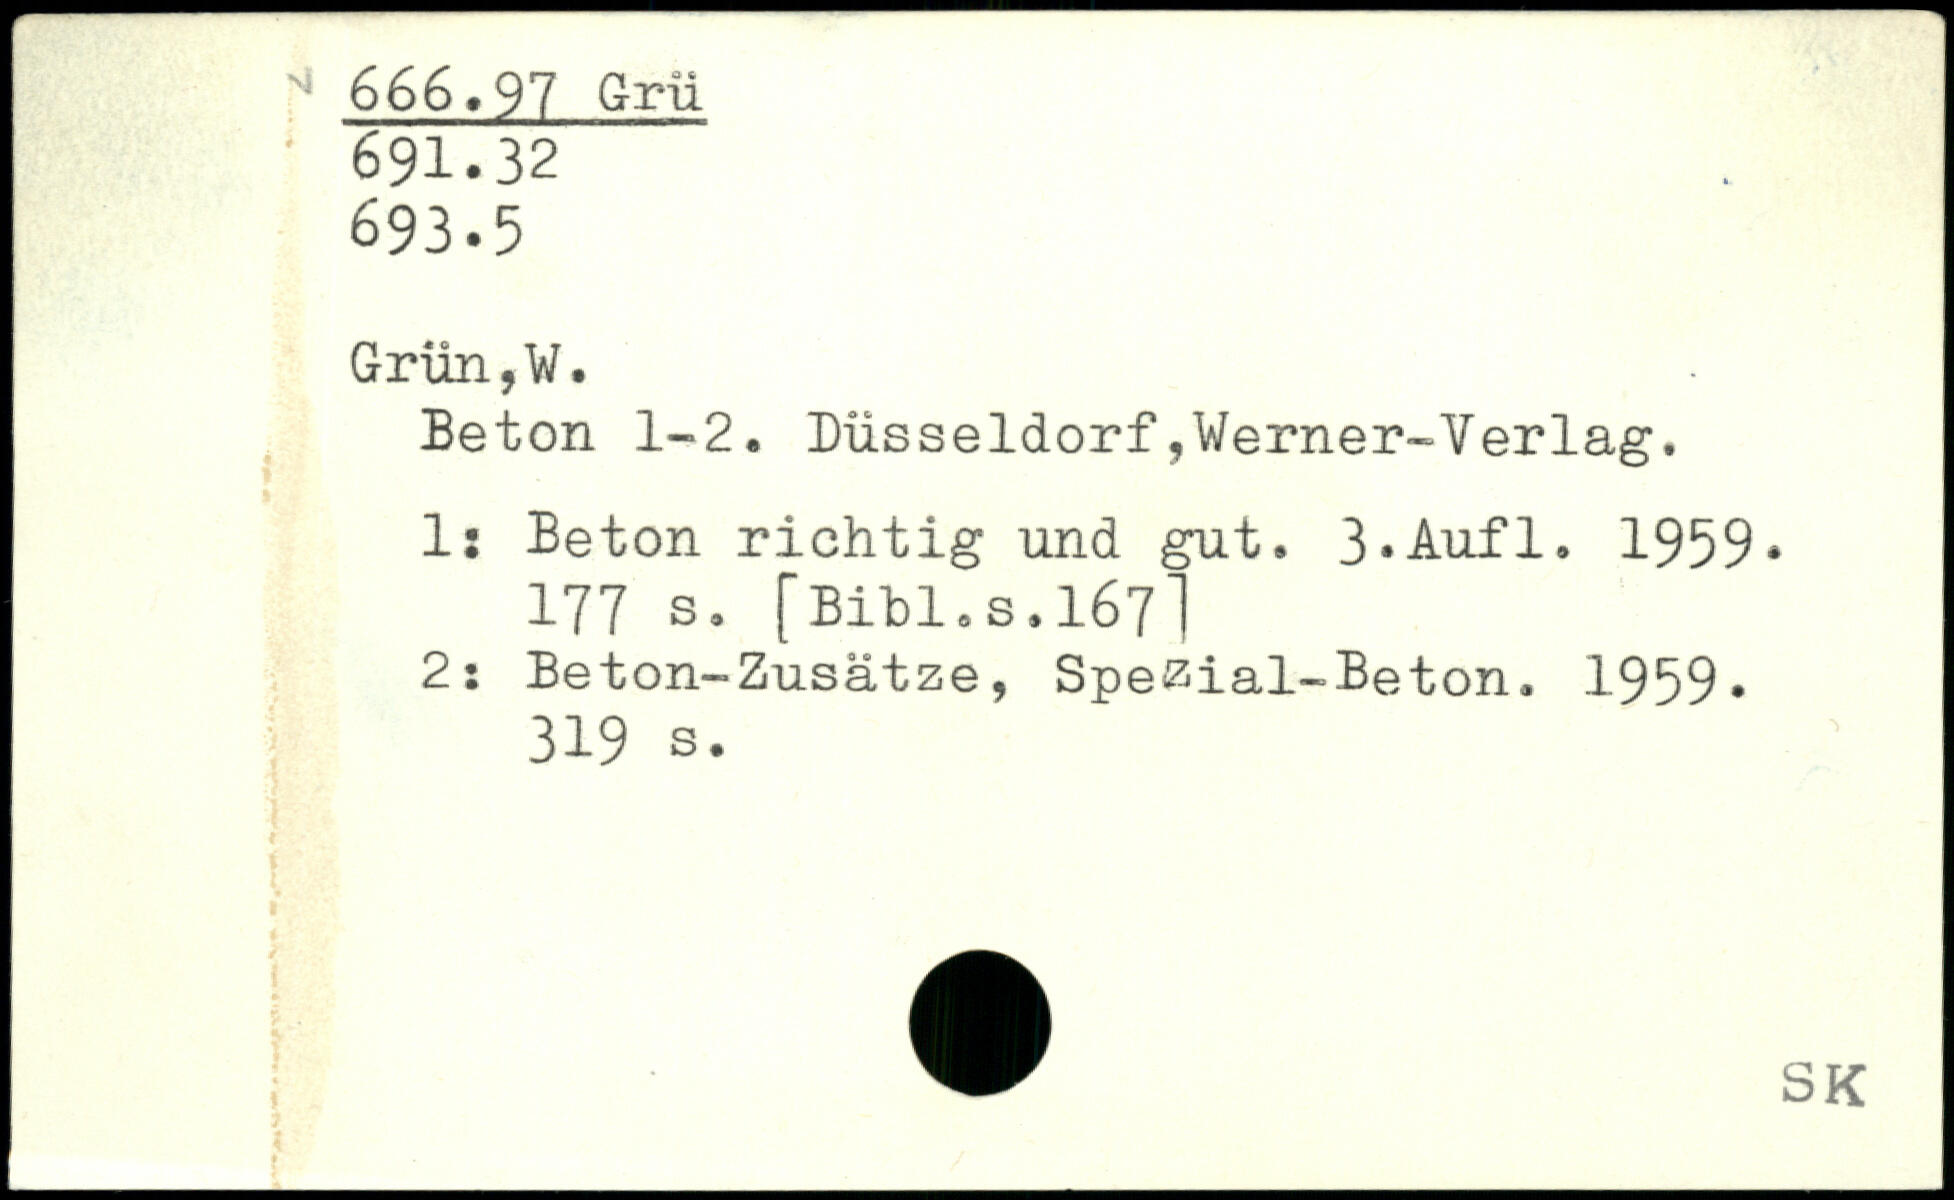 666.97 Grü
691.32
693.5
Grün,W.
Beton 1-2. Düsseldorf,Werner-Verlag.
1: Beton richtig und gut. 3.Aufl. 1959.
177 s. [Bibl.s.167]
2: Beton-Zusätze, Spezial-Beton. 1959.
319 s.
SK